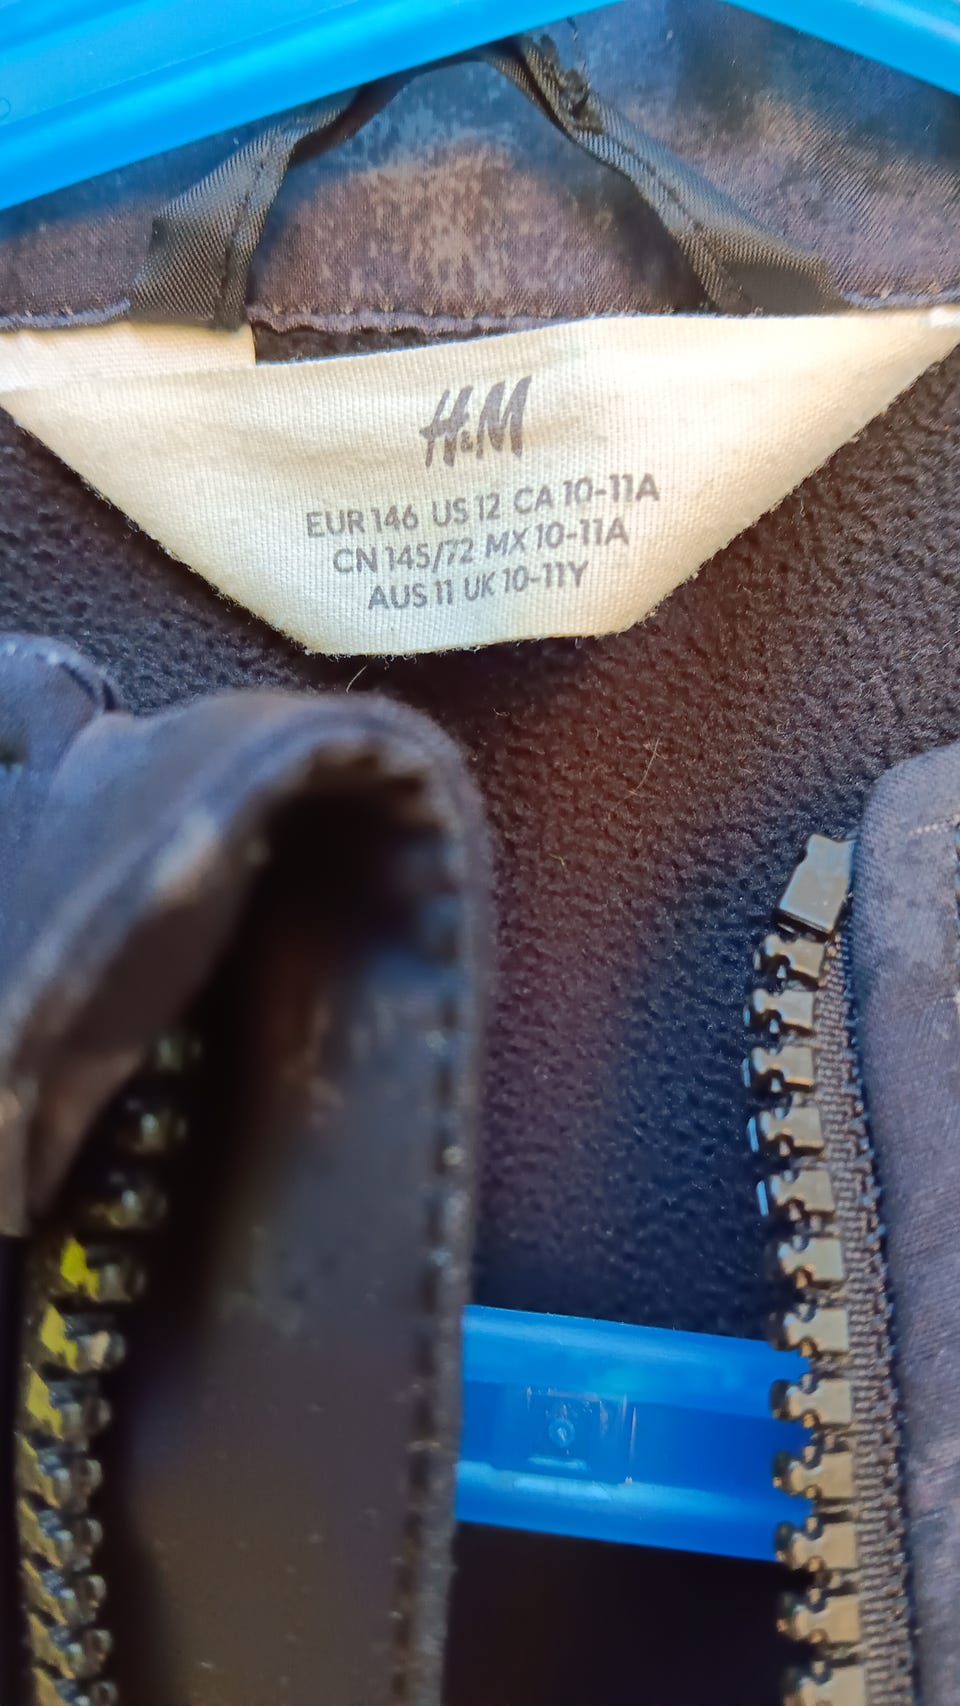 H&M
EUR 146 US 12 CA 10-11A
CN 145/72 MX 10-11A
AUS 11 UK 10-11Y